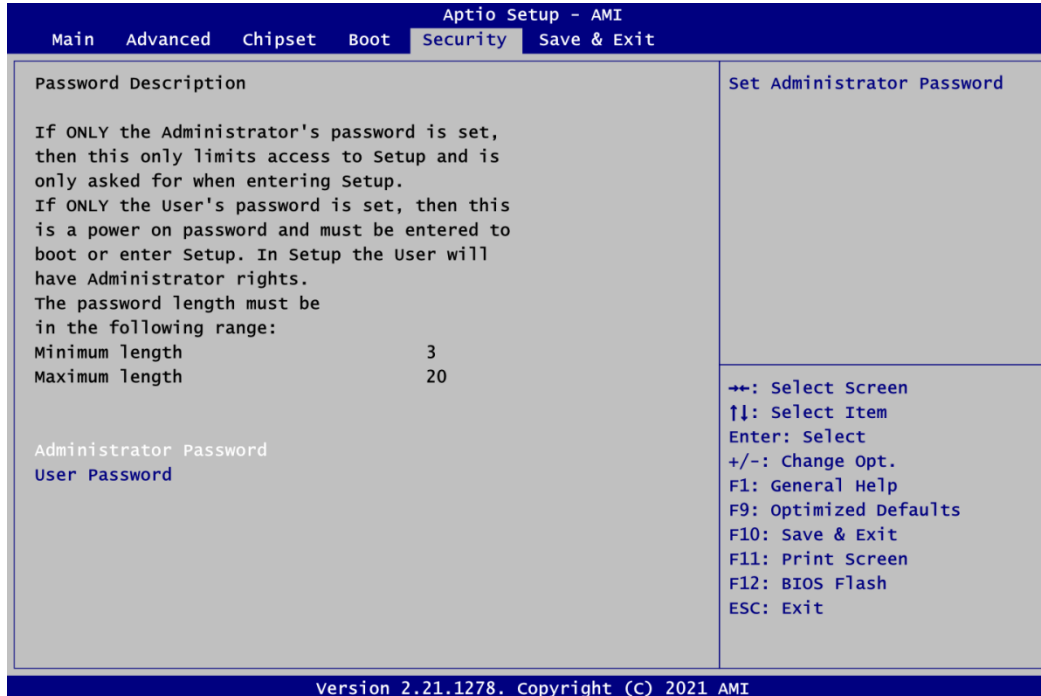 Aptio Setup - AMI
Main Advanced Chipset Boot Security Save & Exit
Password Description
If ONLY the Administrator's password is set,
then this only limits access to Setup and is
only asked for when entering Setup.
If ONLY the User's password is set, then this
is a power on password and must be entered to
boot or enter Setup. In Setup the User will
have Administrator rights.
The password length must be
in the following range:
Minimum length 3
Maximum length 20
Administrator Password
User Password
Set Administrator Password
→←: Select Screen
↑↓: Select Item
Enter: Select
+/-: Change Opt.
F1: General Help
F9: Optimized Defaults
F10: Save & Exit
F11: Print Screen
F12: BIOS Flash
ESC: Exit
Version 2.21.1278. Copyright (C) 2021 AMI